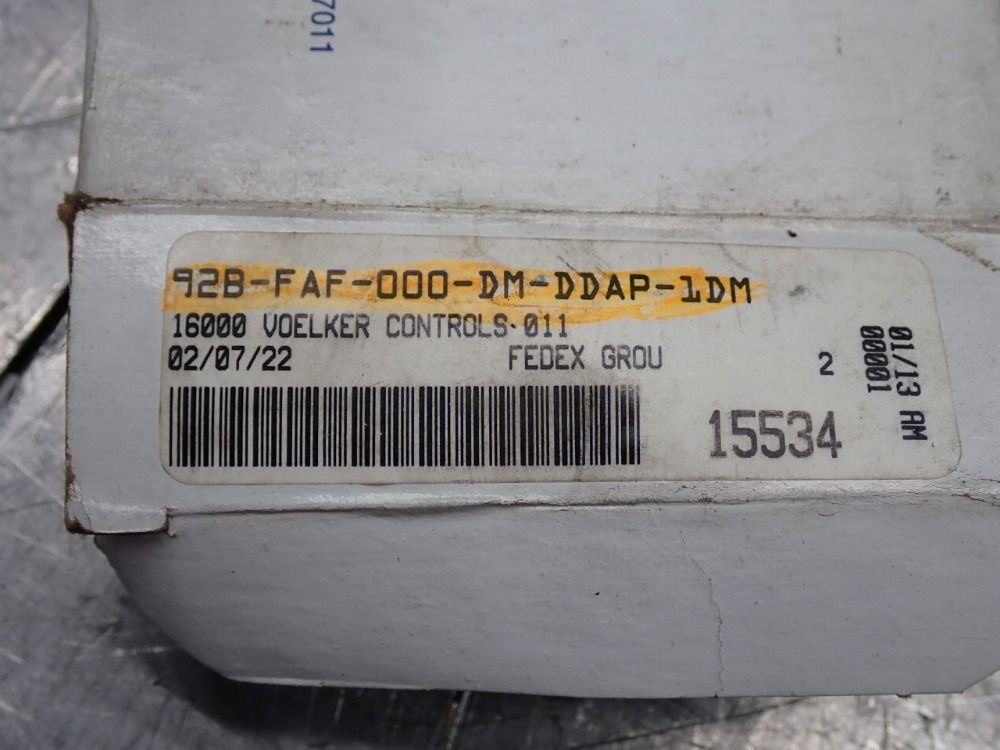 7011
92B-FAF-000-DM-DDAP-1DM
16000 VOELKER CONTROLS 011
02/07/22 FEDEX GROU 2
15534
01/13 AM
00001